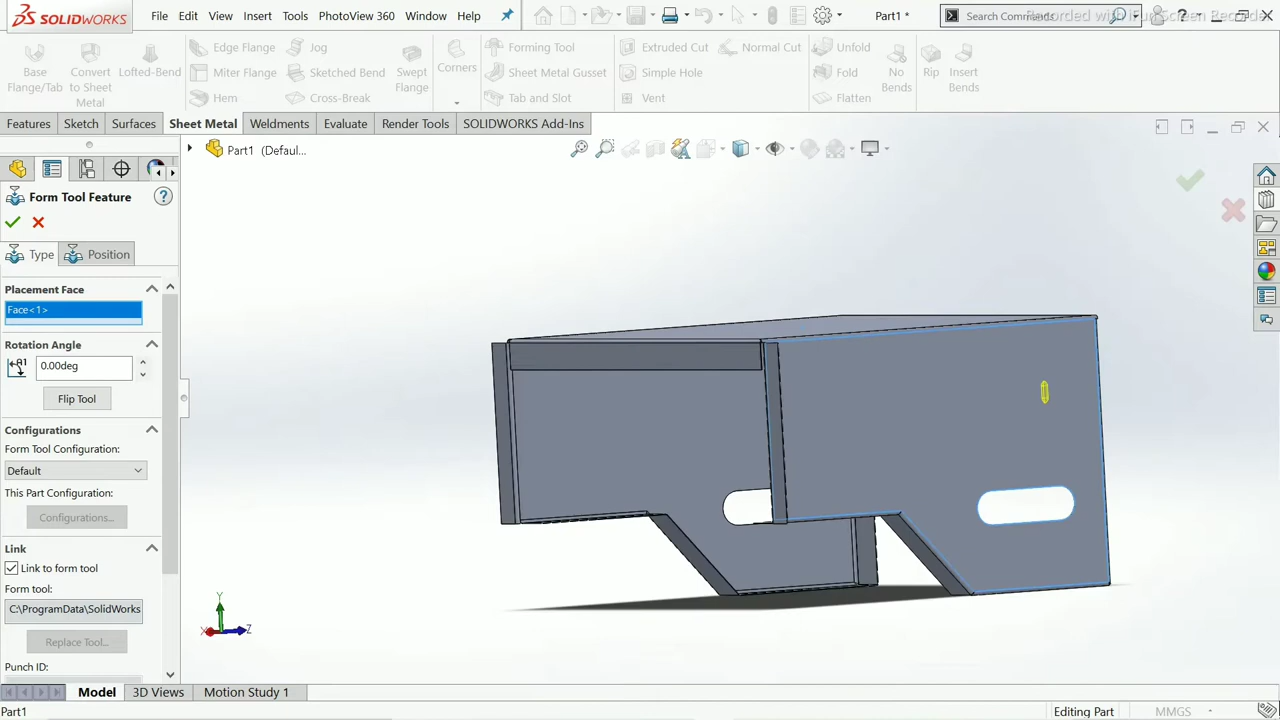 SOLIDWORKS
File Edit View Insert Tools PhotoView 360 Window Help
Part1 *
Search Commands
Base Flange/Tab
Convert to Sheet Metal
Lofted-Bend
Edge Flange
Miter Flange
Hem
Jog
Sketched Bend
Cross-Break
Swept Flange
Corners
Forming Tool
Sheet Metal Gusset
Tab and Slot
Extruded Cut
Simple Hole
Vent
Normal Cut
Unfold
Fold
Flatten
No Bends
Rip
Insert Bends
Features Sketch Surfaces Sheet Metal Weldments Evaluate Render Tools SOLIDWORKS Add-Ins
Part1 (Defaul...
Form Tool Feature
Type Position
Placement Face
Face<1>
Rotation Angle
A1
0.00deg
Flip Tool
Configurations
Form Tool Configuration:
Default
This Part Configuration:
Configurations...
Link
Link to form tool
Form tool:
C:\ProgramData\SolidWorks
Replace Tool...
Punch ID:
Y
X Z
Model 3D Views Motion Study 1
Part1
Editing Part
MMGS